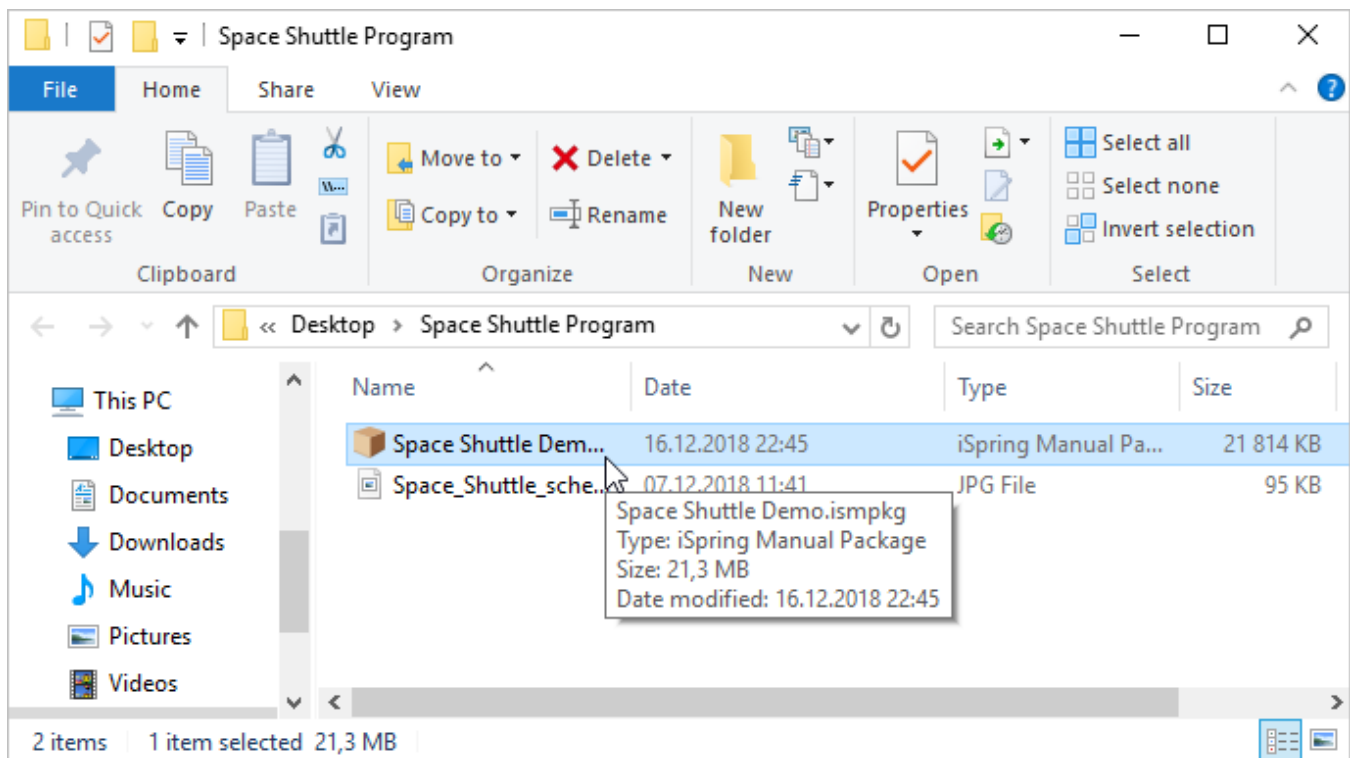 Space Shuttle Program
File Home Share View
Pin to Quick access
Copy
Paste
Clipboard
Move to
Copy to
Delete
Rename
Organize
New folder
New
Properties
Open
Select all
Select none
Invert selection
Select
« Desktop > Space Shuttle Program
Search Space Shuttle Program
This PC
Desktop
Documents
Downloads
Music
Pictures
Videos
Name Date Type Size
Space Shuttle Dem... 16.12.2018 22:45 iSpring Manual Pa... 21 814 KB
Space_Shuttle_sche... 07.12.2018 11:41 JPG File 95 KB
Space Shuttle Demo.ismpkg
Type: iSpring Manual Package
Size: 21,3 MB
Date modified: 16.12.2018 22:45
2 items 1 item selected 21,3 MB